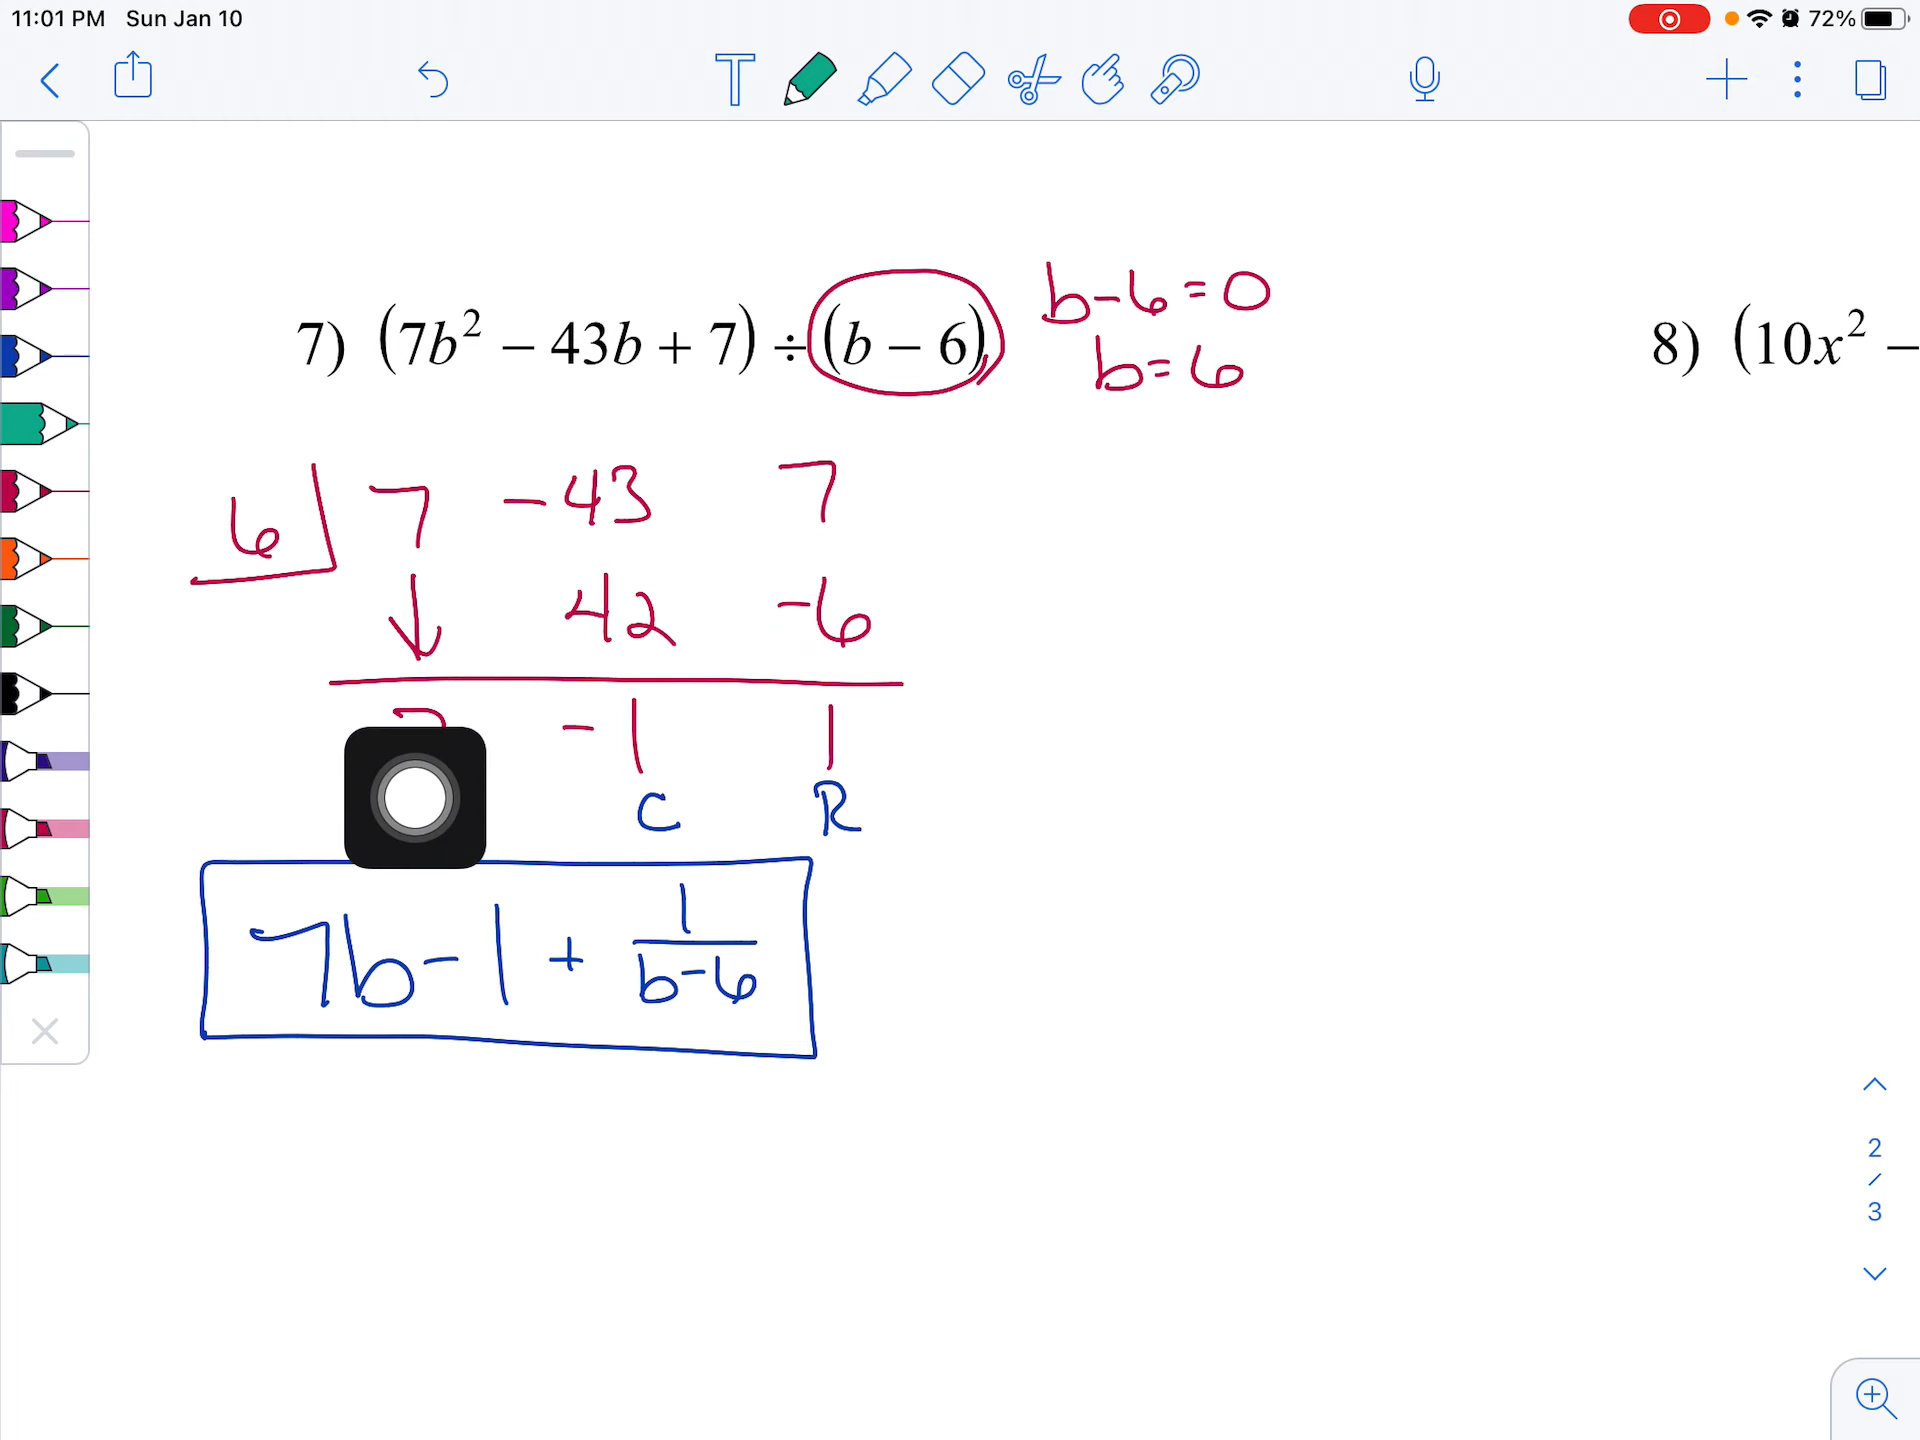 11:01 PM Sun Jan 10 72%
T
7) (7b² − 43b + 7) ÷ (b − 6)
b-6=0
b=6
8) (10x² −
6 7 -43 7
42 -6
-1 1
C R
7b-1 + 1/(b-6)
2
/
3